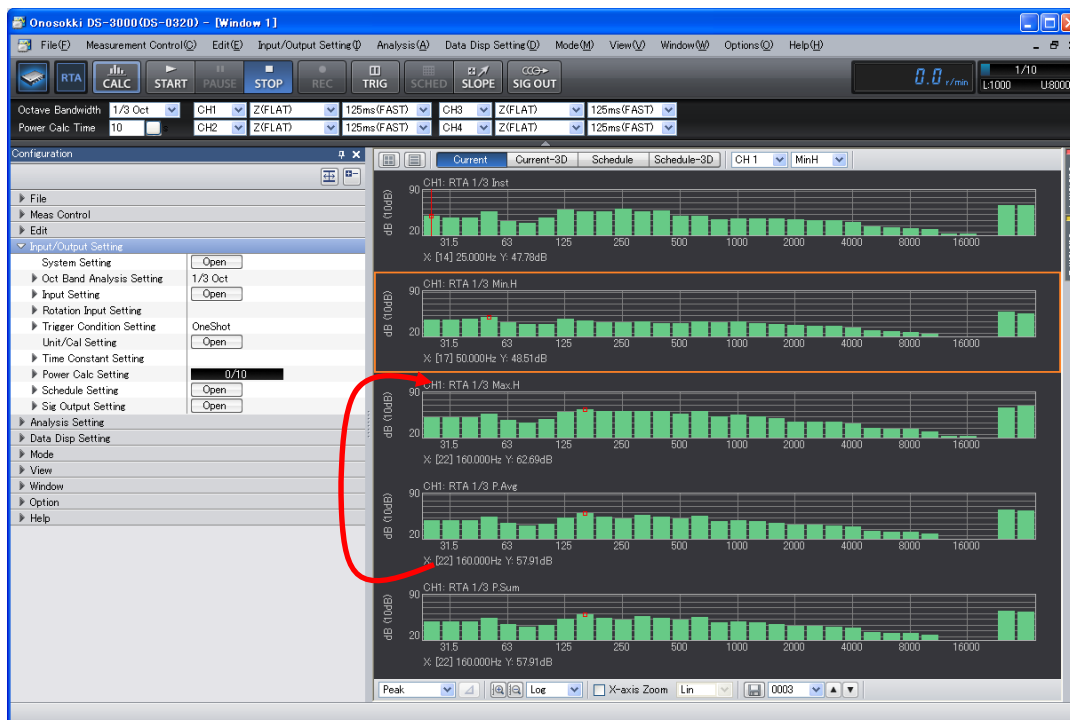 Onosokki DS-3000(DS-0320) - [Window 1]
File(F) Measurement Control(C) Edit(E) Input/Output Setting(I) Analysis(A) Data Disp Setting(D) Mode(M) View(V) Window(W) Options(O) Help(H)
RTA CALC START PAUSE STOP REC TRIG SCHED SLOPE SIG OUT 0.0 r/min 1/10 L:1000 U:8000
Octave Bandwidth 1/3 Oct CH1 Z(FLAT) 125ms(FAST) CH3 Z(FLAT) 125ms(FAST)
Power Calc Time 10 s CH2 Z(FLAT) 125ms(FAST) CH4 Z(FLAT) 125ms(FAST)
Configuration
File
Meas Control
Edit
Input/Output Setting
System Setting Open
Oct Band Analysis Setting 1/3 Oct
Input Setting Open
Rotation Input Setting
Trigger Condition Setting OneShot
Unit/Cal Setting Open
Time Constant Setting
Power Calc Setting 0/10
Schedule Setting Open
Sig Output Setting Open
Analysis Setting
Data Disp Setting
Mode
View
Window
Option
Help
Current Current-3D Schedule Schedule-3D CH 1 MinH
CH1: RTA 1/3 Inst
90
dB (10dB)
20
31.5 63 125 250 500 1000 2000 4000 8000 16000
X: [14] 25.000Hz Y: 47.78dB
CH1: RTA 1/3 Min.H
90
dB (10dB)
20
31.5 63 125 250 500 1000 2000 4000 8000 16000
X: [17] 50.000Hz Y: 48.51dB
CH1: RTA 1/3 Max.H
90
dB (10dB)
20
31.5 63 125 250 500 1000 2000 4000 8000 16000
X: [22] 160.000Hz Y: 62.69dB
CH1: RTA 1/3 P.Avg
90
dB (10dB)
20
31.5 63 125 250 500 1000 2000 4000 8000 16000
X: [22] 160.000Hz Y: 57.91dB
CH1: RTA 1/3 P.Sum
90
dB (10dB)
20
31.5 63 125 250 500 1000 2000 4000 8000 16000
X: [22] 160.000Hz Y: 57.91dB
Peak Log X-axis Zoom Lin 0003